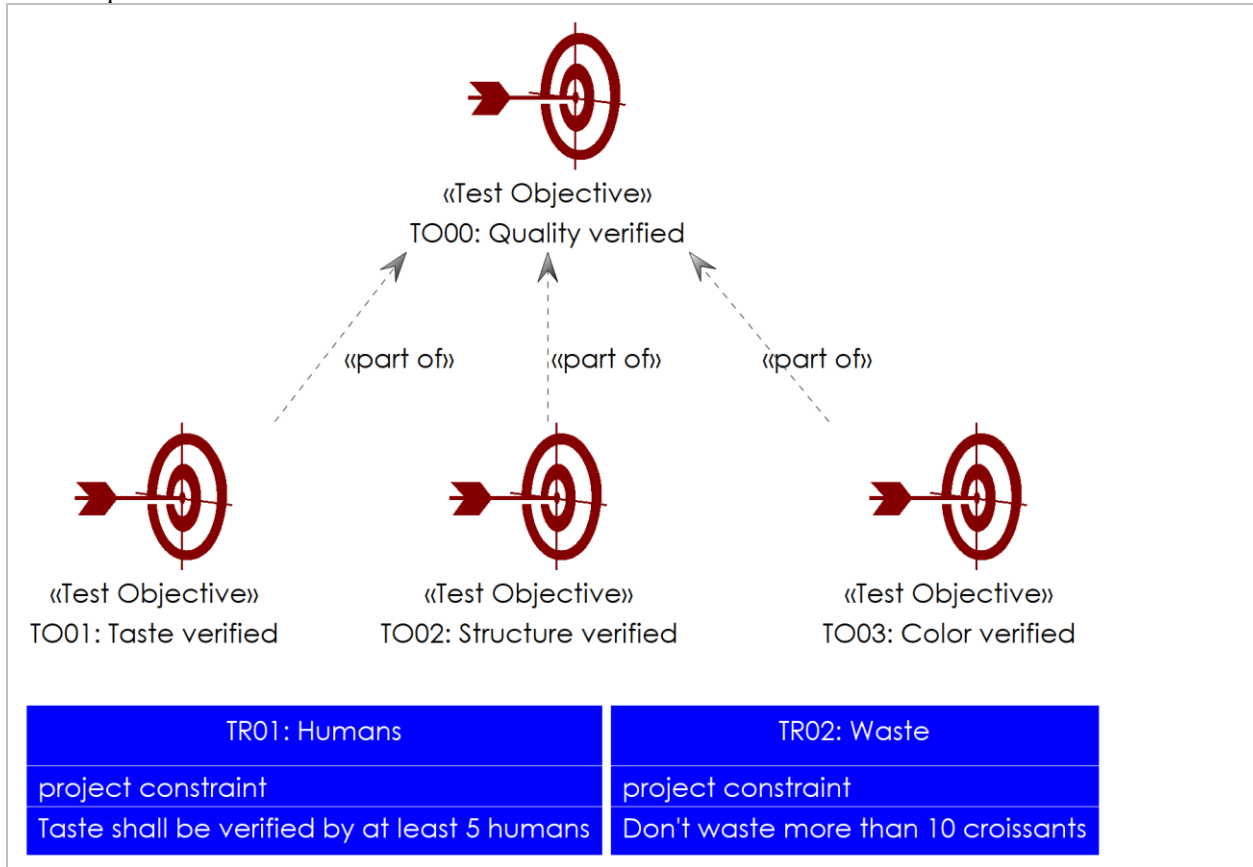 «Test Objective»
TO00: Quality verified
«part of»
«part of»
«part of»
«Test Objective»
TO01: Taste verified
«Test Objective»
TO02: Structure verified
«Test Objective»
TO03: Color verified
TR01: Humans
project constraint
Taste shall be verified by at least 5 humans
TR02: Waste
project constraint
Don't waste more than 10 croissants